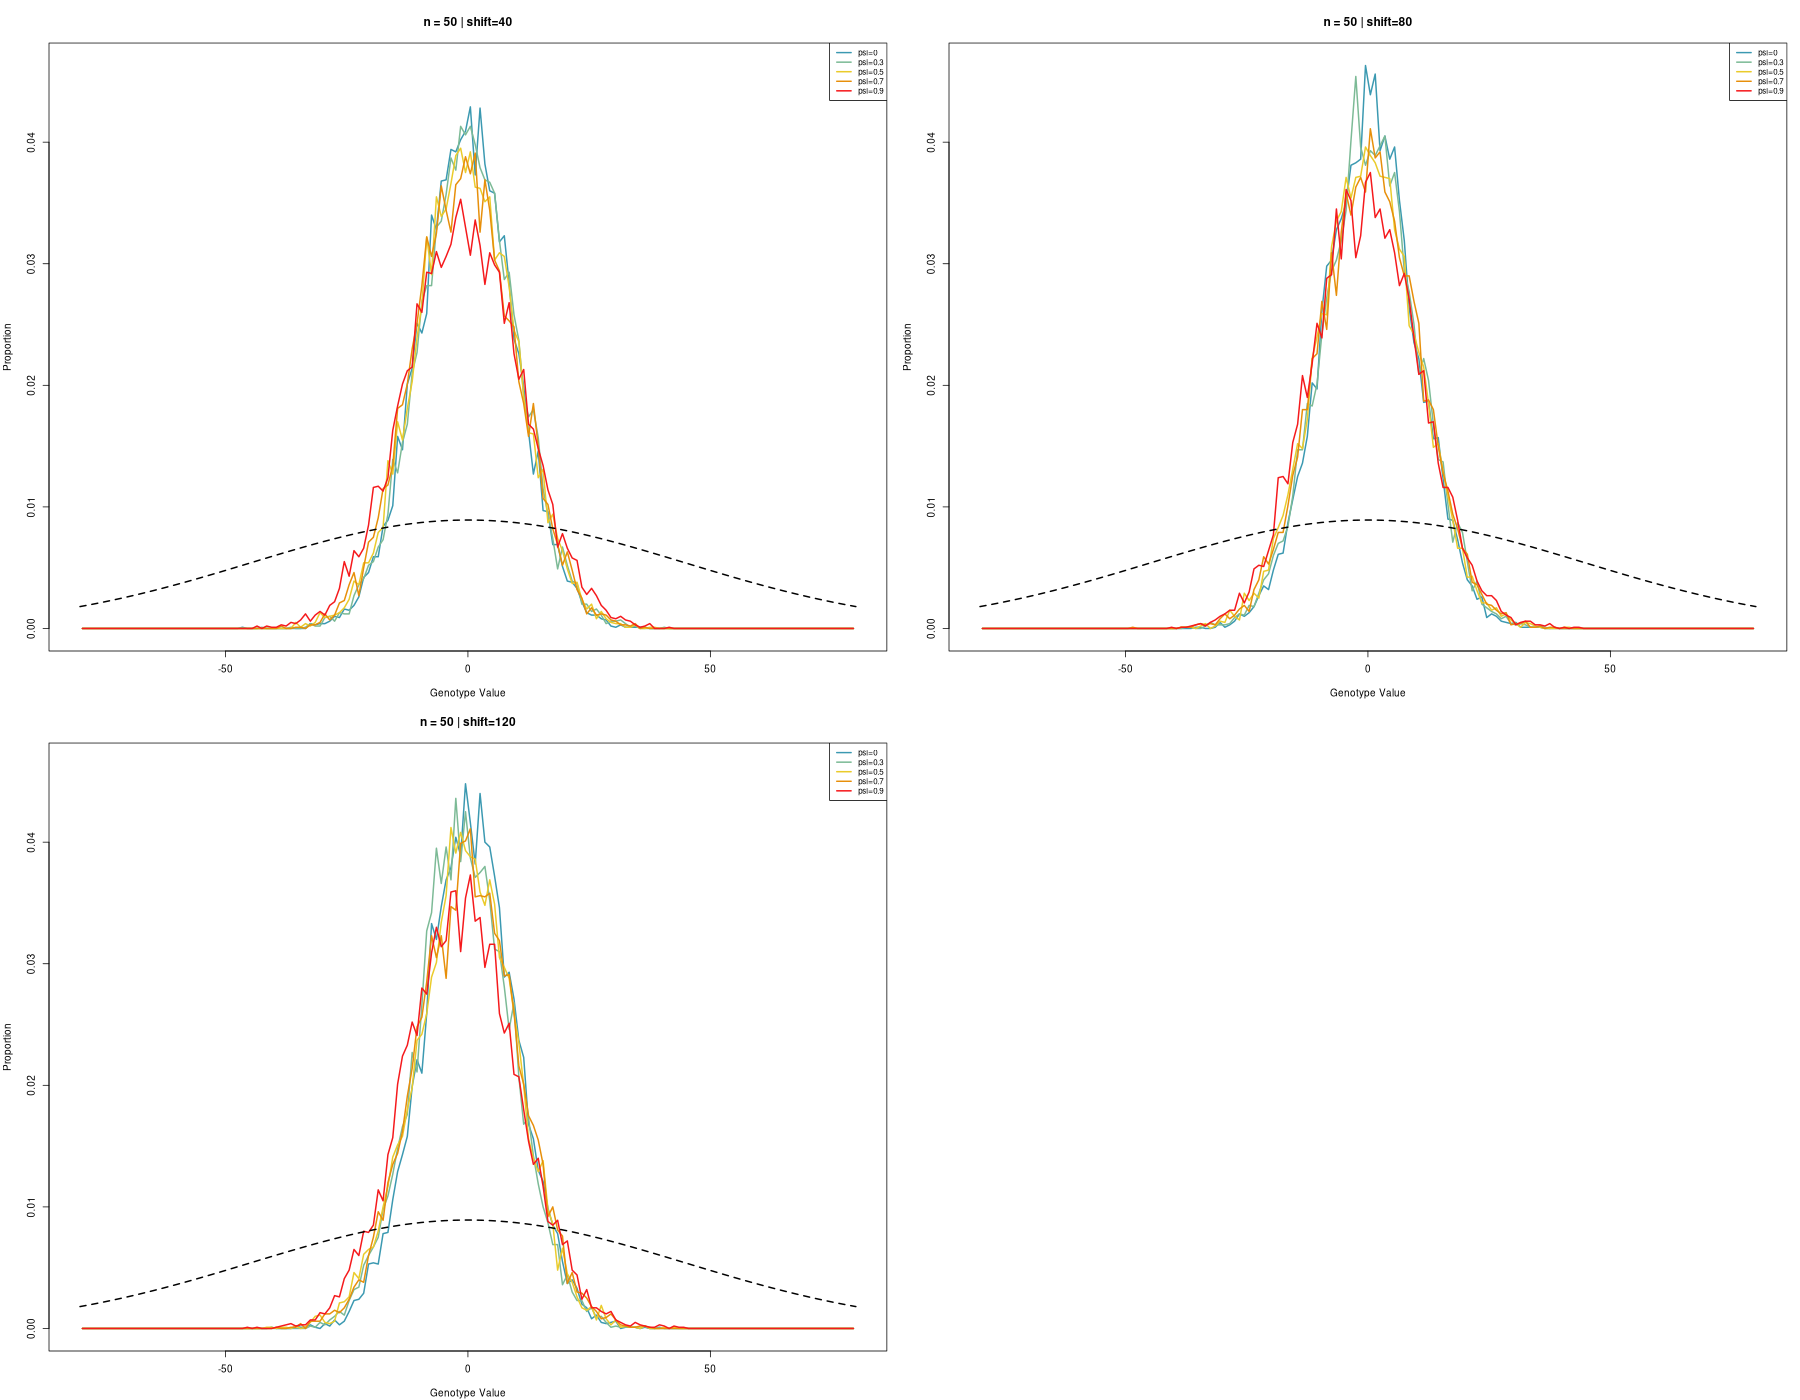 n = 50 | shift=40
psi=0
psi=0.3
psi=0.5
psi=0.7
psi=0.9
Proportion
0.00
0.01
0.02
0.03
0.04
-50
0
50
Genotype Value
n = 50 | shift=80
psi=0
psi=0.3
psi=0.5
psi=0.7
psi=0.9
Proportion
0.00
0.01
0.02
0.03
0.04
-50
0
50
Genotype Value
n = 50 | shift=120
psi=0
psi=0.3
psi=0.5
psi=0.7
psi=0.9
Proportion
0.00
0.01
0.02
0.03
0.04
-50
0
50
Genotype Value